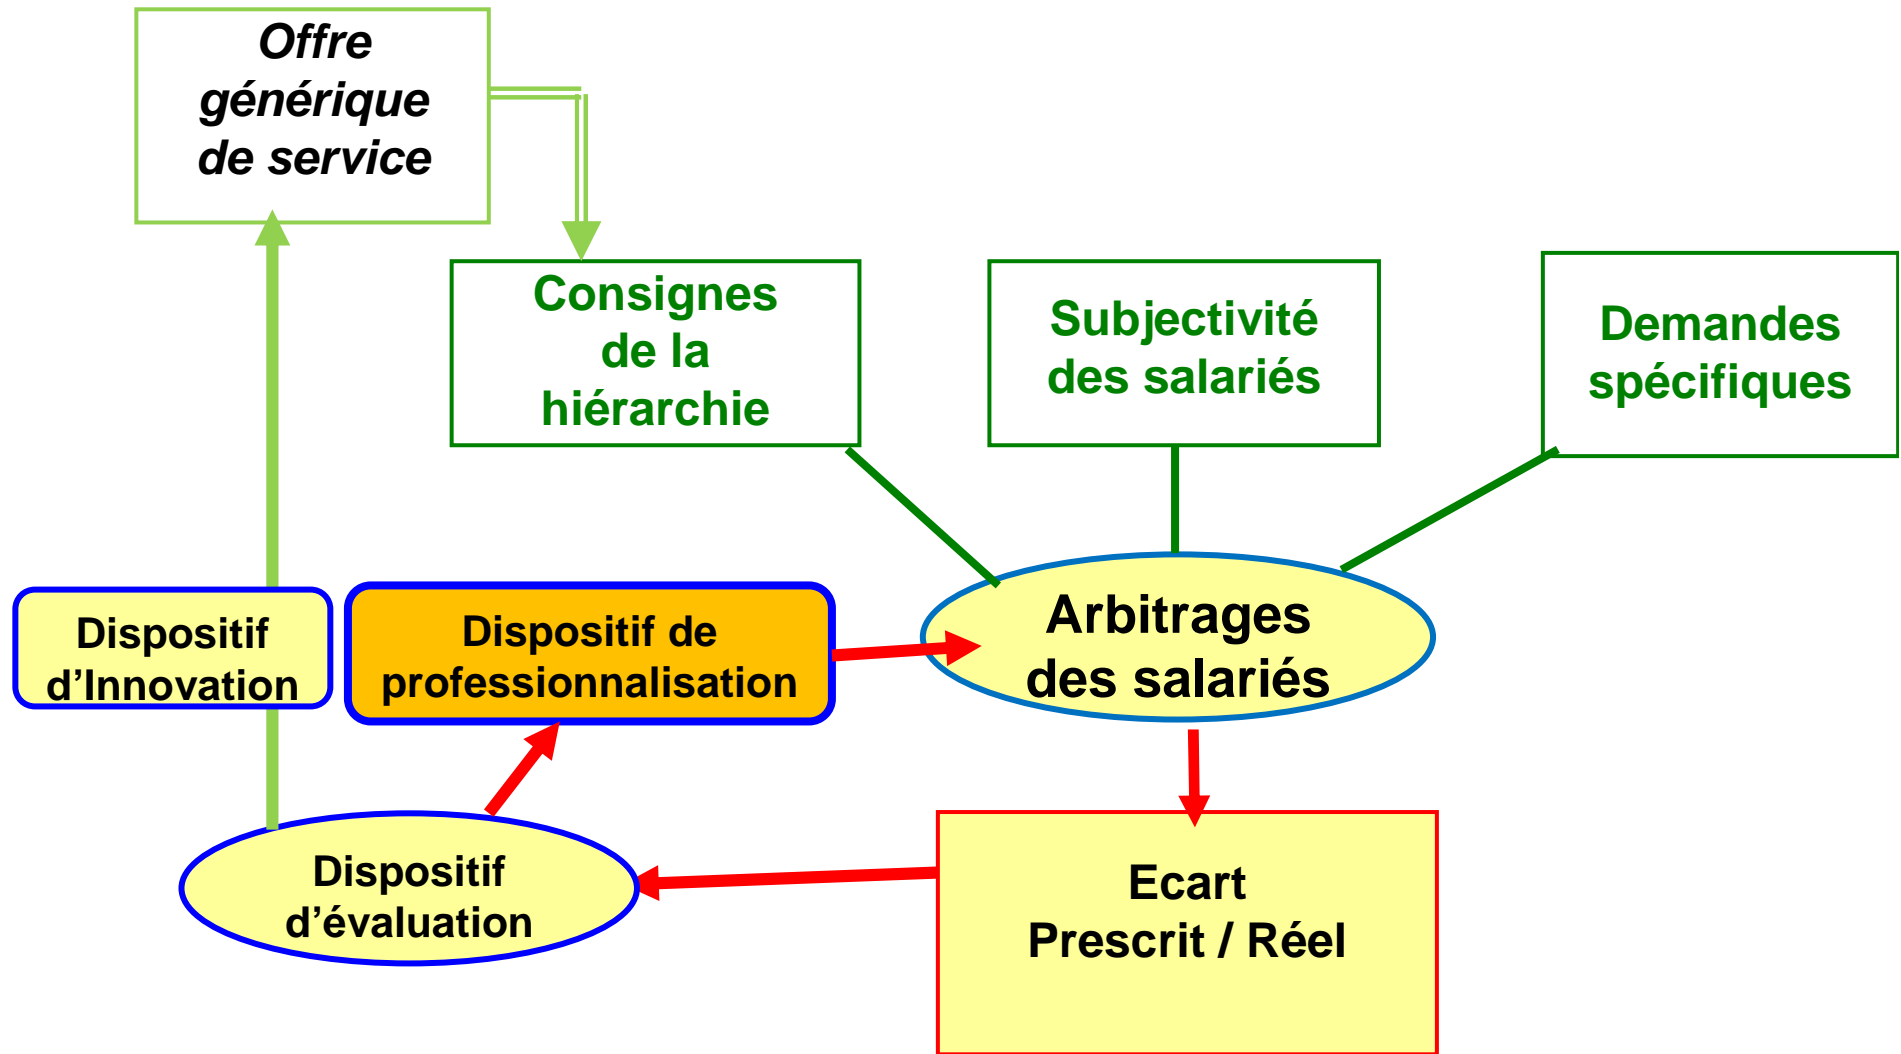 Offre
générique
de service
Consignes
de la
hiérarchie
Subjectivité
des salariés
Demandes
spécifiques
Dispositif
d’Innovation
Dispositif de
professionnalisation
Arbitrages
des salariés
Dispositif
d’évaluation
Ecart
Prescrit / Réel